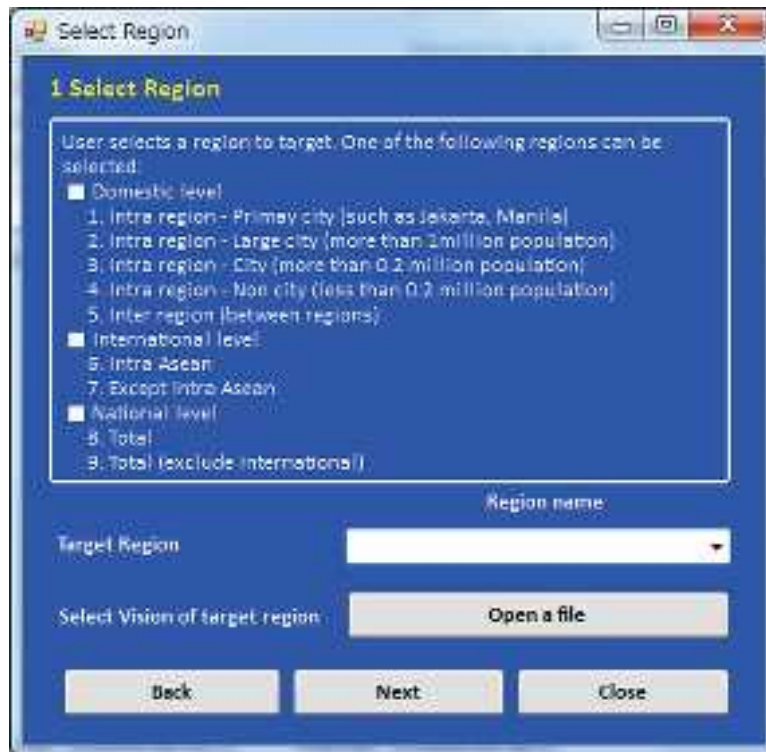 Select Region
1 Select Region
User selects a region to target. One of the following regions can be
selected:
■ Domestic level
1. Intra region - Primay city (such as Jakarta, Manila)
2. Intra region - Large city (more than 1million population)
3. Intra region - City (more than 0.2 million population)
4. Intra region - Non city (less than 0.2 million population)
5. Inter region (between regions)
■ International level
6. Intra Asean
7. Except Intra Asean
■ National level
8. Total
9. Total (exclude International)
Region name
Target Region
Select Vision of target region
Open a file
Back
Next
Close